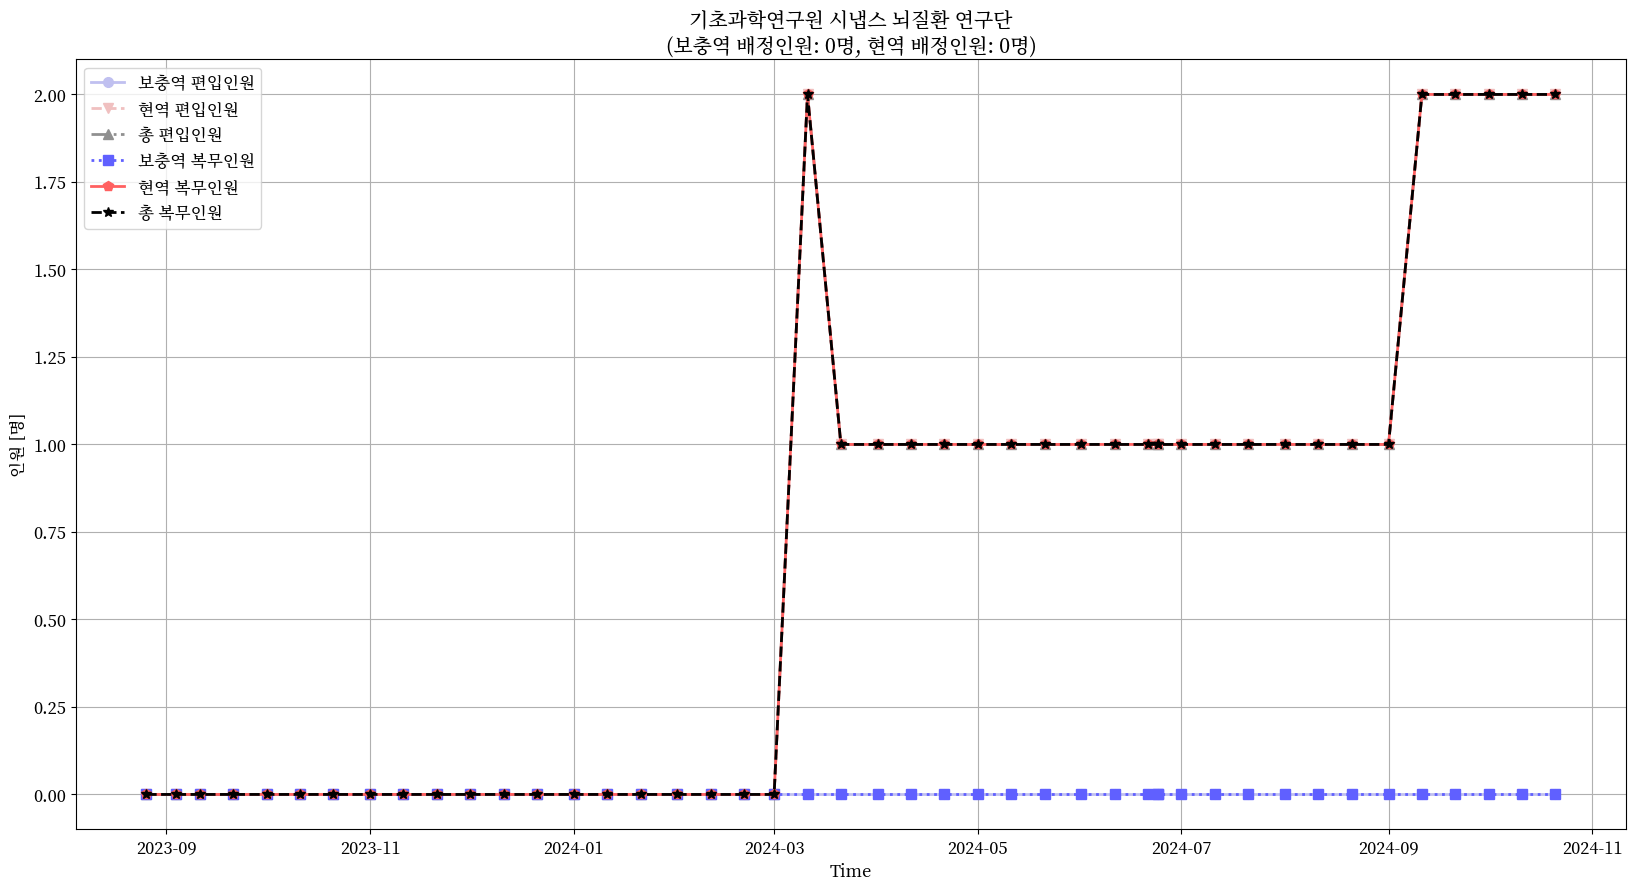 기초과학연구원 시냅스 뇌질환 연구단
(보충역 배정인원: 0명, 현역 배정인원: 0명)
보충역 편입인원
현역 편입인원
총 편입인원
보충역 복무인원
현역 복무인원
총 복무인원
2.00
1.75
1.50
1.25
1.00
0.75
0.50
0.25
0.00
인원 [명]
2023-09
2023-11
2024-01
2024-03
2024-05
2024-07
2024-09
2024-11
Time